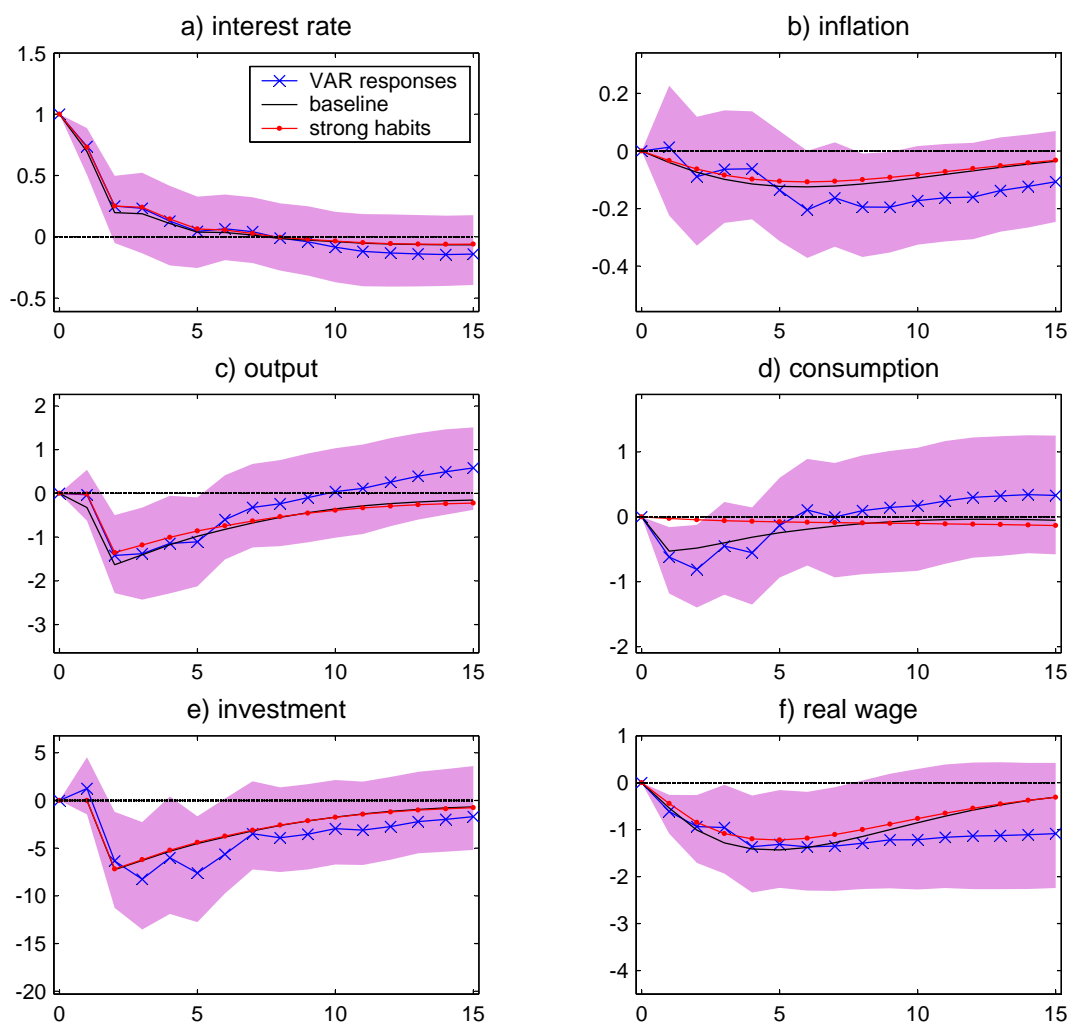 a) interest rate
1.5
1
0.5
0
-0.5
0 5 10 15
VAR responses
baseline
strong habits
b) inflation
0.2
0
-0.2
-0.4
0 5 10 15
c) output
2
1
0
-1
-2
-3
0 5 10 15
d) consumption
1
0
-1
-2
0 5 10 15
e) investment
5
0
-5
-10
-15
-20
0 5 10 15
f) real wage
1
0
-1
-2
-3
-4
0 5 10 15